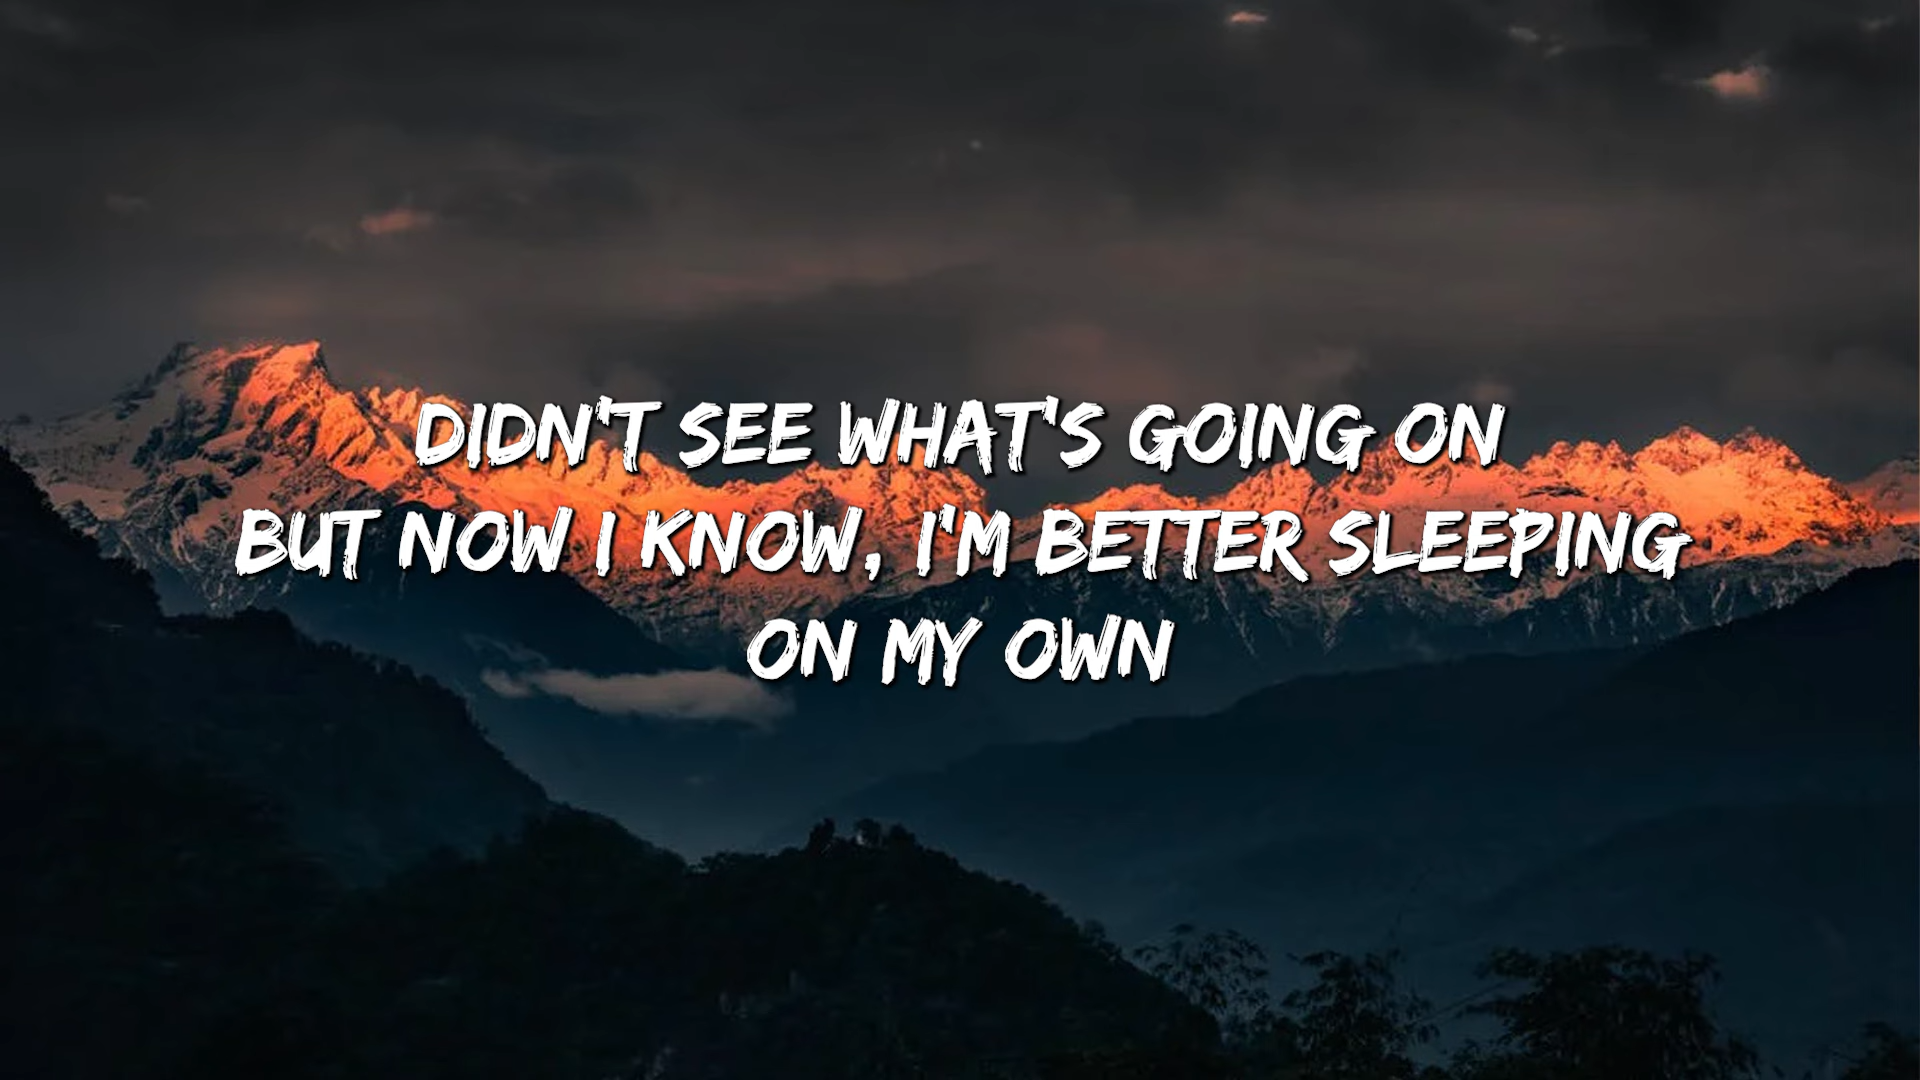 DIDN'T SEE WHAT'S GOING ON
BUT NOW I KNOW, I'M BETTER SLEEPING
ON MY OWN